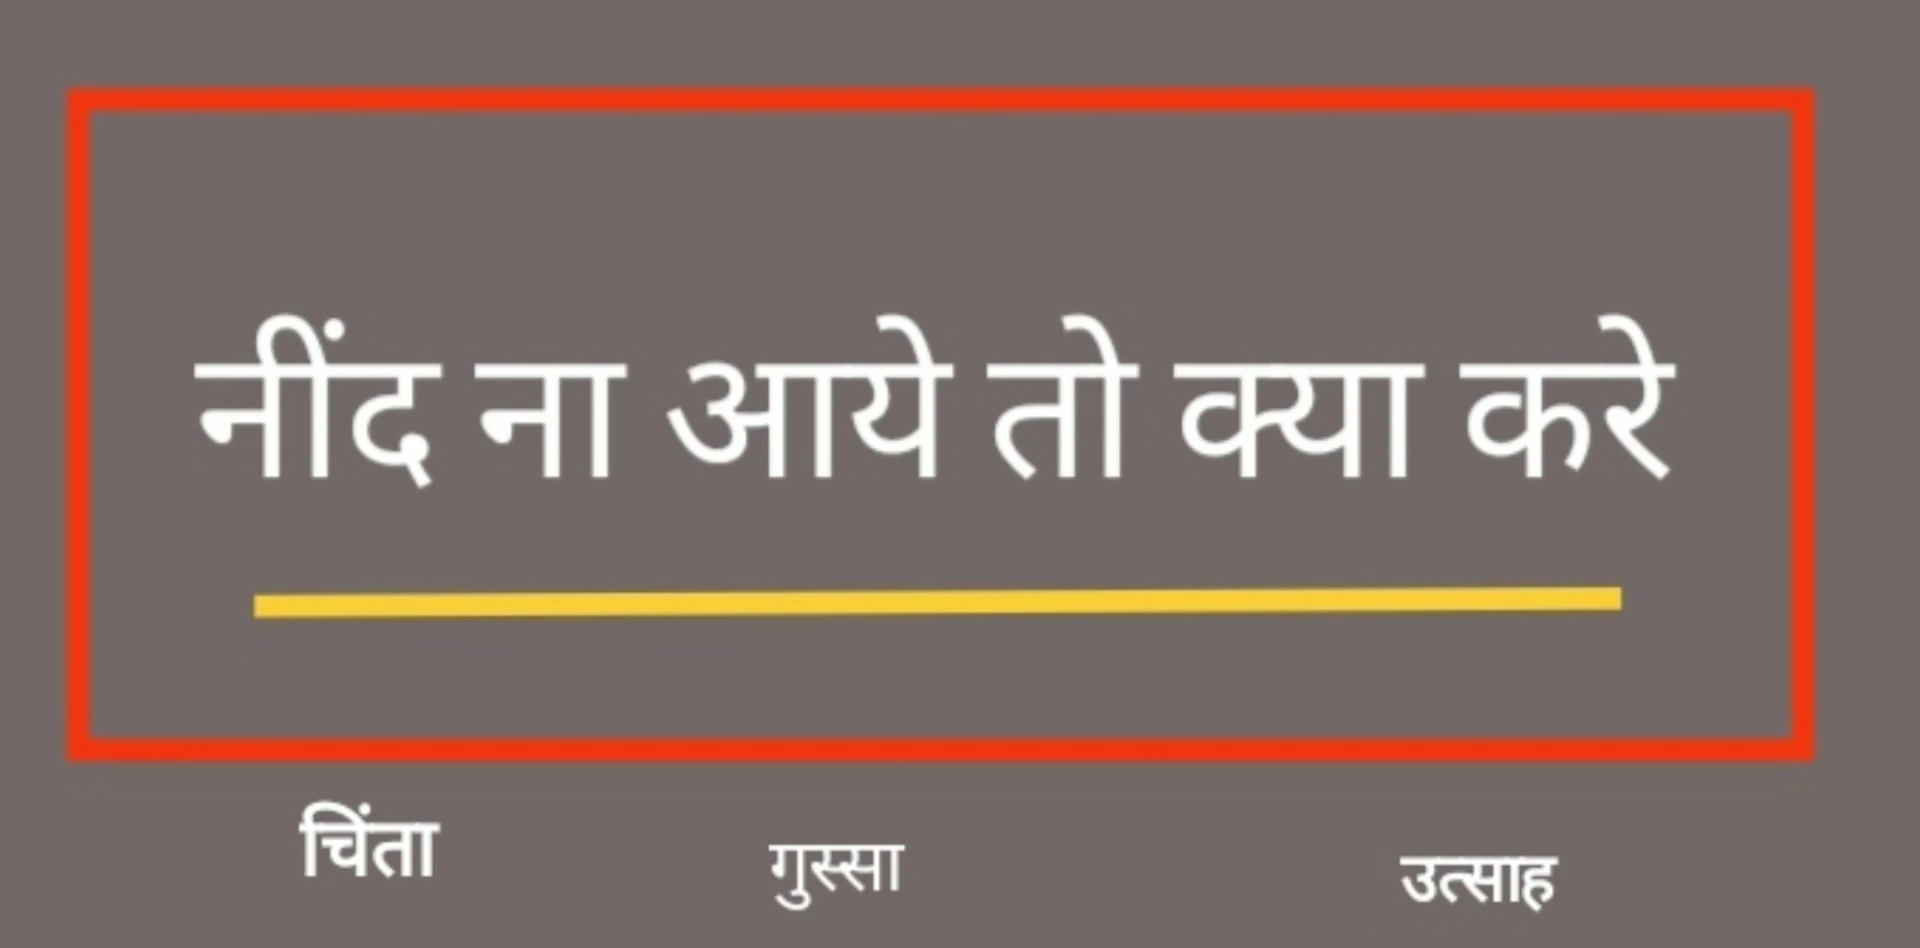 नींद ना आये तो क्या करे
चिंता गुस्सा उत्साह